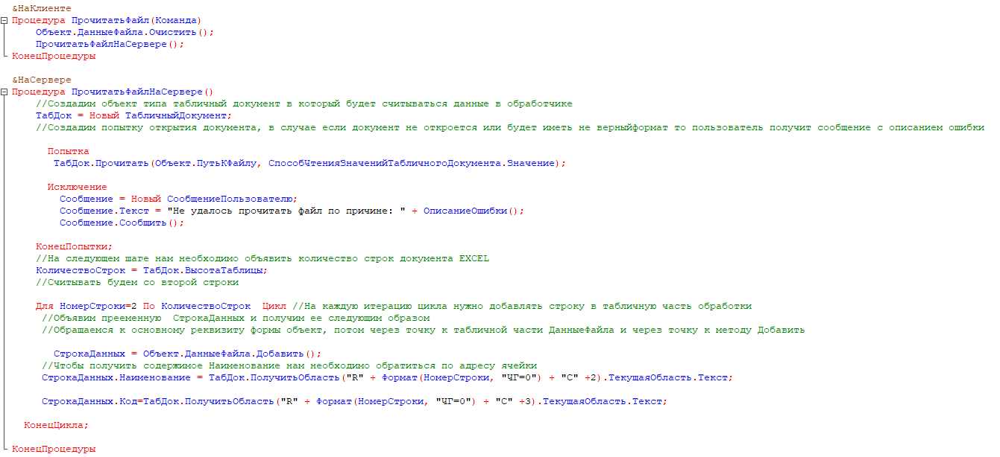 &НаКлиенте
Процедура ПрочитатьФайл(Команда)
Объект.ДанныеФайла.Очистить();
ПрочитатьФайлНаСервере();
КонецПроцедуры
&НаСервере
Процедура ПрочитатьФайлНаСервере()
//Создадим объект типа табличный документ в который будет считываться данные в обработчике
ТабДок = Новый ТабличныйДокумент;
//Создадим попытку открытия документа, в случае если документ не откроется или будет иметь не верныйформат то пользователь получит сообщение с описанием ошибки
Попытка
ТабДок.Прочитать(Объект.ПутьКФайлу, СпособЧтенияЗначенийТабличногоДокумента.Значение);
Исключение
Сообщение = Новый СообщениеПользователю;
Сообщение.Текст = "Не удалось прочитать файл по причине: " + ОписаниеОшибки();
Сообщение.Сообщить();
КонецПопытки;
//На следующем шаге нам необходимо объявить количество строк документа EXCEL
КоличествоСтрок = ТабДок.ВысотаТаблицы;
//Считывать будем со второй строки
Для НомерСтроки=2 По КоличествоСтрок  Цикл //На каждую итерацию цикла нужно добавлять строку в табличную часть обработки
//Объявим прееменную  СтрокаДанных и получим ее следующим образом
//Обращаемся к основному реквизиту формы объект, потом через точку к табличной части ДанныеФайла и через точку к методу Добавить
СтрокаДанных = Объект.ДанныеФайла.Добавить();
//Чтобы получить содержимое Наименование нам необходимо обратиться по адресу ячейки
СтрокаДанных.Наименование = ТабДок.ПолучитьОбласть("R" + Формат(НомерСтроки, "ЧГ=0") + "C" +2).ТекущаяОбласть.Текст;
СтрокаДанных.Код=ТабДок.ПолучитьОбласть("R" + Формат(НомерСтроки, "ЧГ=0") + "C" +3).ТекущаяОбласть.Текст;
КонецЦикла;
КонецПроцедуры